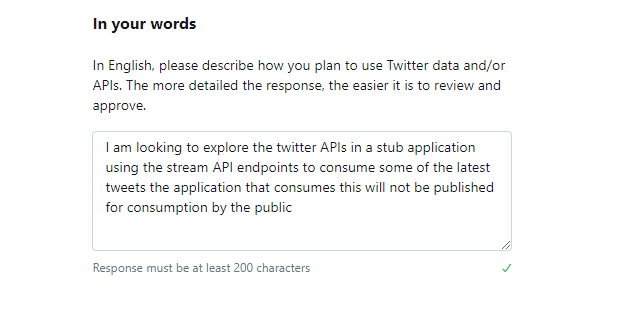 In your words
In English, please describe how you plan to use Twitter data and/or
APIs. The more detailed the response, the easier it is to review and
approve.
I am looking to explore the twitter APIs in a stub application
using the stream API endpoints to consume some of the latest
tweets the application that consumes this will not be published
for consumption by the public
Response must be at least 200 characters